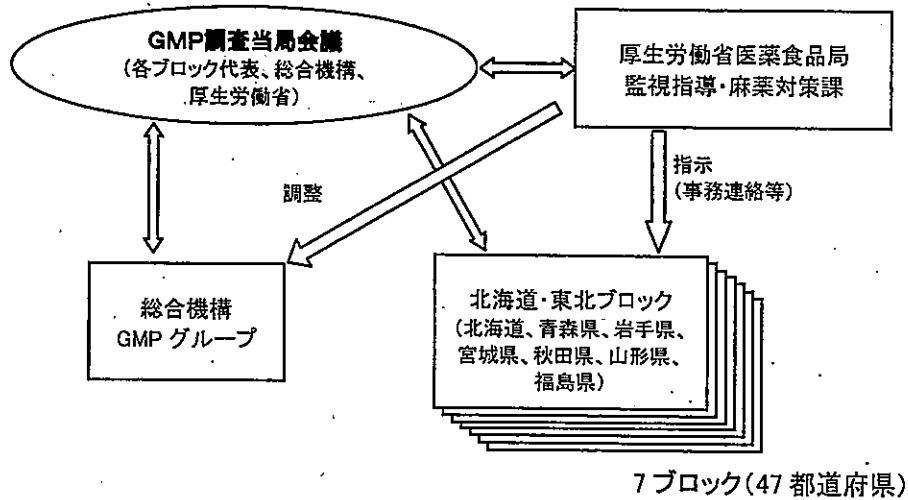 GMP調査当局会議
(各ブロック代表、総合機構、
厚生労働省)
厚生労働省医薬食品局
監視指導・麻薬対策課
調整
指示
(事務連絡等)
総合機構
GMP グループ
北海道・東北ブロック
(北海道、青森県、岩手県、
宮城県、秋田県、山形県、
福島県)
7 ブロック(47 都道府県)